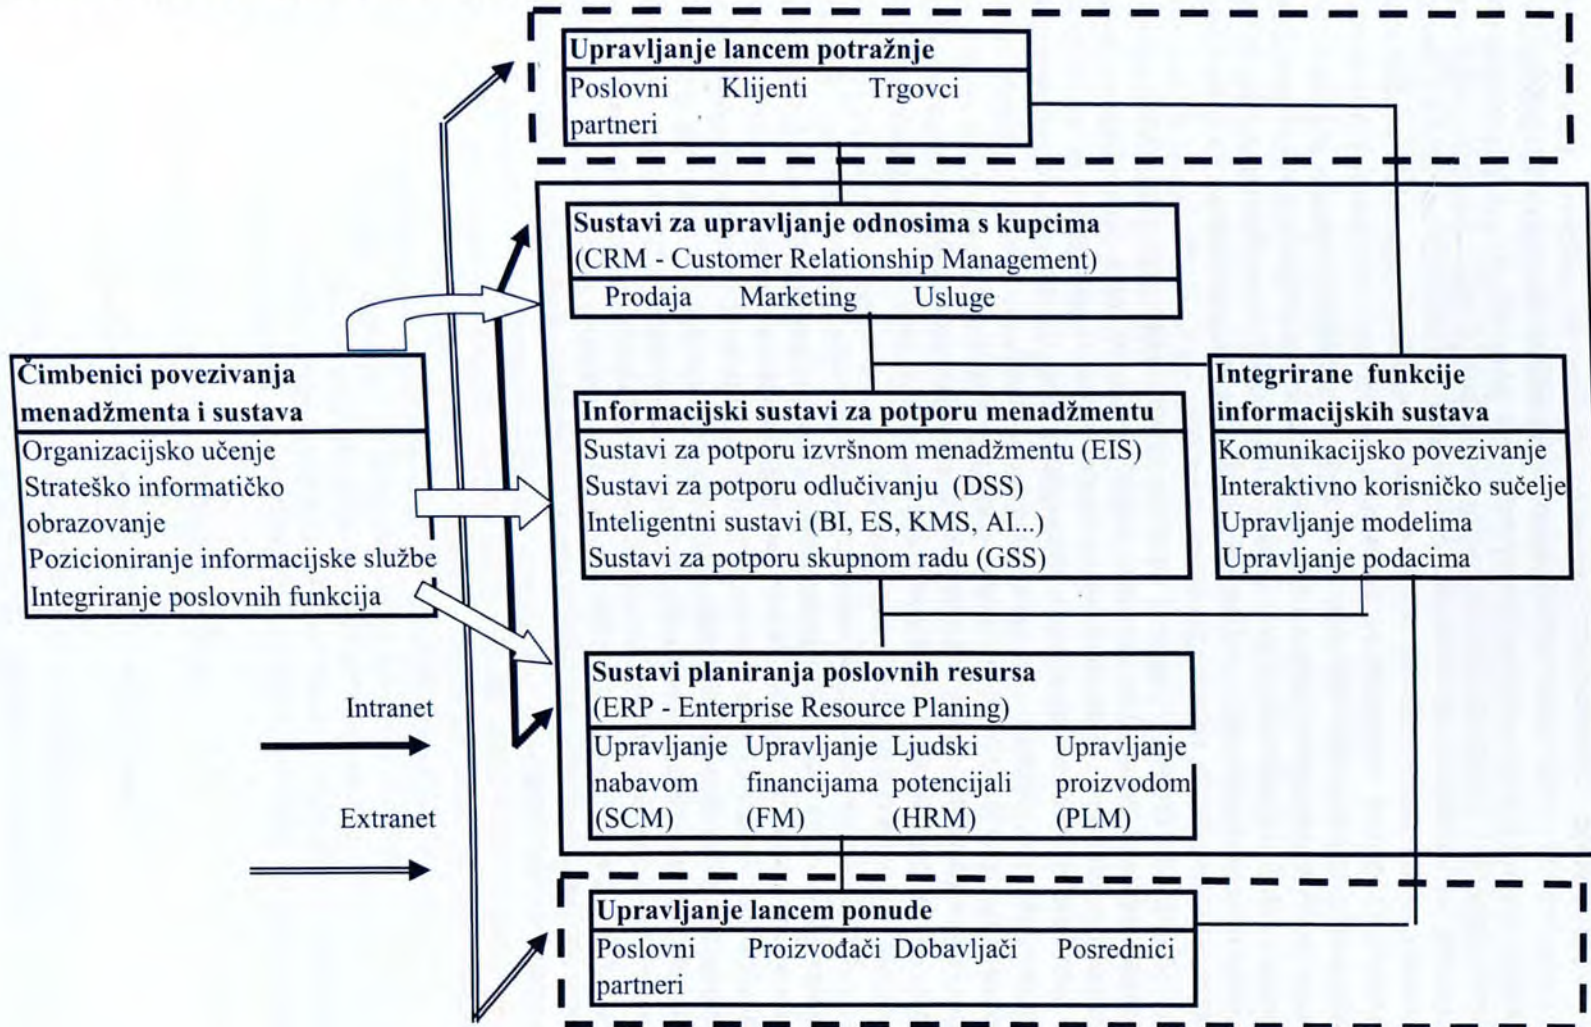 Upravljanje lancem potražnje
Poslovni Klijenti Trgovci
partneri
Sustavi za upravljanje odnosima s kupcima
(CRM - Customer Relationship Management)
Prodaja Marketing Usluge
Čimbenici povezivanja
menadžmenta i sustava
Organizacijsko učenje
Strateško informatičko
obrazovanje
Pozicioniranje informacijske službe
Integriranje poslovnih funkcija
Informacijski sustavi za potporu menadžmentu
Sustavi za potporu izvršnom menadžmentu (EIS)
Sustavi za potporu odlučivanju (DSS)
Inteligentni sustavi (BI, ES, KMS, AI...)
Sustavi za potporu skupnom radu (GSS)
Integrirane funkcije
informacijskih sustava
Komunikacijsko povezivanje
Interaktivno korisničko sučelje
Upravljanje modelima
Upravljanje podacima
Sustavi planiranja poslovnih resursa
(ERP - Enterprise Resource Planing)
Upravljanje Upravljanje Ljudski Upravljanje
nabavom financijama potencijali proizvodom
(SCM) (FM) (HRM) (PLM)
Intranet
Extranet
Upravljanje lancem ponude
Poslovni Proizvođači Dobavljači Posrednici
partneri